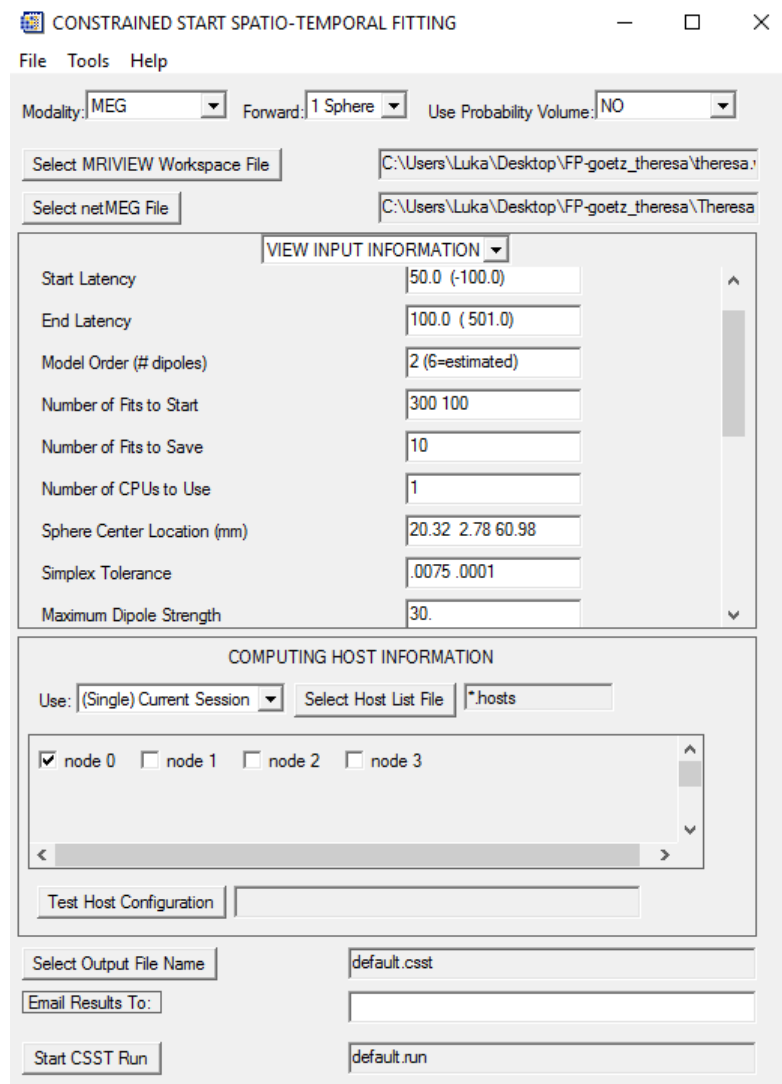 CONSTRAINED START SPATIO-TEMPORAL FITTING
File Tools Help
Modality: MEG Forward: 1 Sphere Use Probability Volume: NO
Select MRIVIEW Workspace File C:\Users\Luka\Desktop\FP-goetz_theresa\theresa.
Select netMEG File C:\Users\Luka\Desktop\FP-goetz_theresa\Theresa
VIEW INPUT INFORMATION
Start Latency 50.0 (-100.0)
End Latency 100.0 ( 501.0)
Model Order (# dipoles) 2 (6=estimated)
Number of Fits to Start 300 100
Number of Fits to Save 10
Number of CPUs to Use 1
Sphere Center Location (mm) 20.32 2.78 60.98
Simplex Tolerance .0075 .0001
Maximum Dipole Strength 30.
COMPUTING HOST INFORMATION
Use: (Single) Current Session Select Host List File *.hosts
node 0 node 1 node 2 node 3
Test Host Configuration
Select Output File Name default.csst
Email Results To:
Start CSST Run default.run